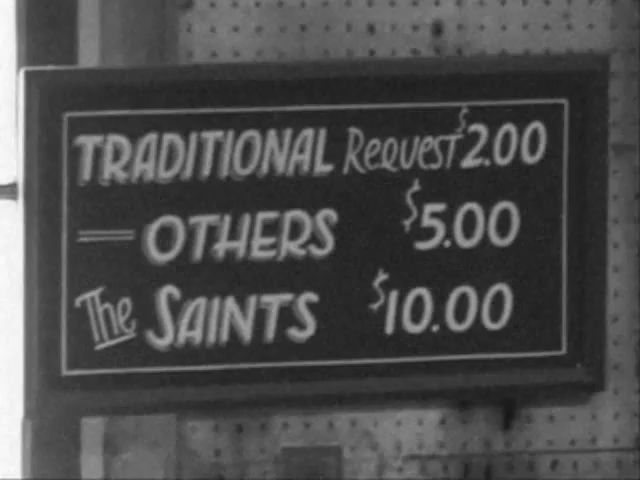 TRADITIONAL Request $2.00
OTHERS $5.00
The SAINTS $10.00